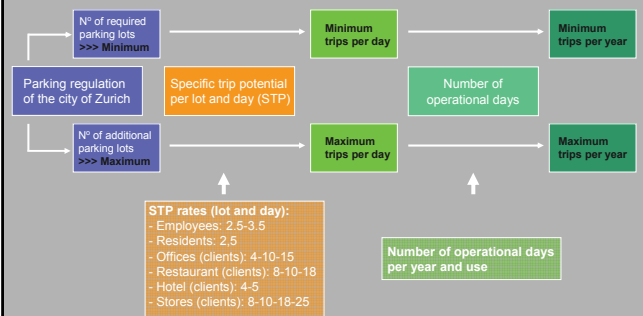 Nº of required
parking lots
>>> Minimum
Minimum
trips per day
Minimum
trips per year
Parking regulation
of the city of Zurich
Specific trip potential
per lot and day (STP)
Number of
operational days
Nº of additional
parking lots
>>> Maximum
Maximum
trips per day
Maximum
trips per year
STP rates (lot and day):
- Employees: 2.5-3.5
- Residents: 2,5
- Offices (clients): 4-10-15
- Restaurant (clients): 8-10-18
- Hotel (clients): 4-5
- Stores (clients): 8-10-18-25
Number of operational days
per year and use